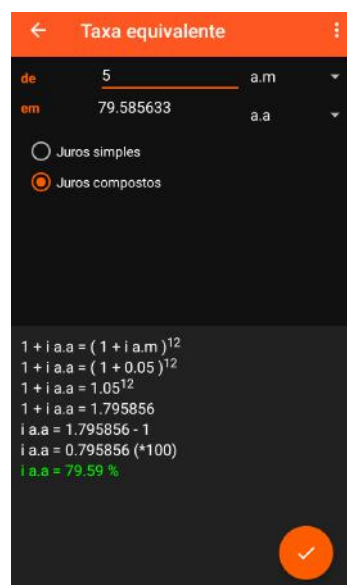 Taxa equivalente
de 5 a.m
em 79.585633 a.a
Juros simples
Juros compostos
1 + i a.a = ( 1 + i a.m )¹²
1 + i a.a = ( 1 + 0.05 )¹²
1 + i a.a = 1.05¹²
1 + i a.a = 1.795856
i a.a = 1.795856 - 1
i a.a = 0.795856 (*100)
i a.a = 79.59 %